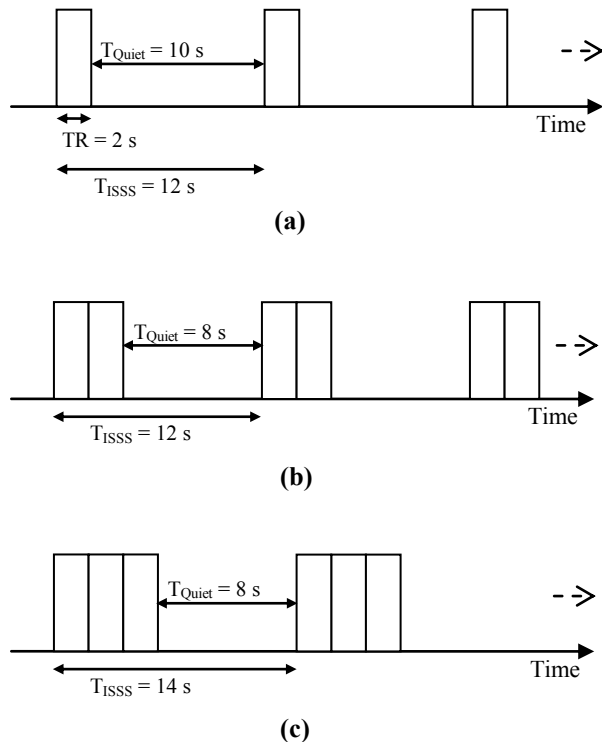 T_Quiet = 10 s
Time
TR = 2 s
T_ISSS = 12 s
(a)
T_Quiet = 8 s
Time
T_ISSS = 12 s
(b)
T_Quiet = 8 s
Time
T_ISSS = 14 s
(c)